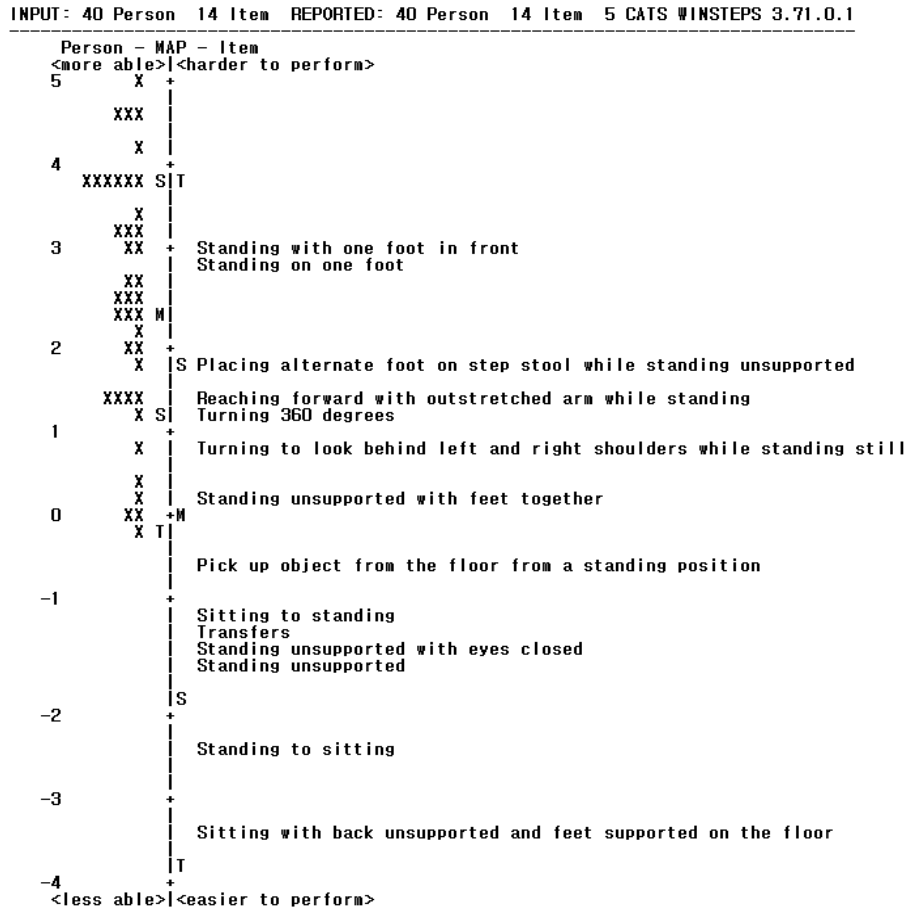 INPUT: 40 Person  14 Item  REPORTED: 40 Person  14 Item  5 CATS WINSTEPS 3.71.0.1
--------------------------------------------------------------------------------
     Person - MAP - Item
    <more able>|<harder to perform>
    5        X  +
                |
           XXX  |
                |
             X  |
    4           +
       XXXXXX S|T
                |
             X  |
           XXX  |
    3       XX  +  Standing with one foot in front
                |  Standing on one foot
            XX  |
           XXX  |
           XXX M|
             X  |
    2       XX  +
             X  |S Placing alternate foot on step stool while standing unsupported
                |
          XXXX  |  Reaching forward with outstretched arm while standing
             X S|  Turning 360 degrees
    1           +
             X  |  Turning to look behind left and right shoulders while standing still
                |
             X  |
             X  |  Standing unsupported with feet together
    0       XX  +M
             X T|
                |
                |  Pick up object from the floor from a standing position
                |
   -1           +
                |  Sitting to standing
                |  Transfers
                |  Standing unsupported with eyes closed
                |  Standing unsupported
                |
                |S
   -2           +
                |
                |  Standing to sitting
                |
                |
   -3           +
                |
                |  Sitting with back unsupported and feet supported on the floor
                |
                |T
   -4           +
    <less able>|<easier to perform>